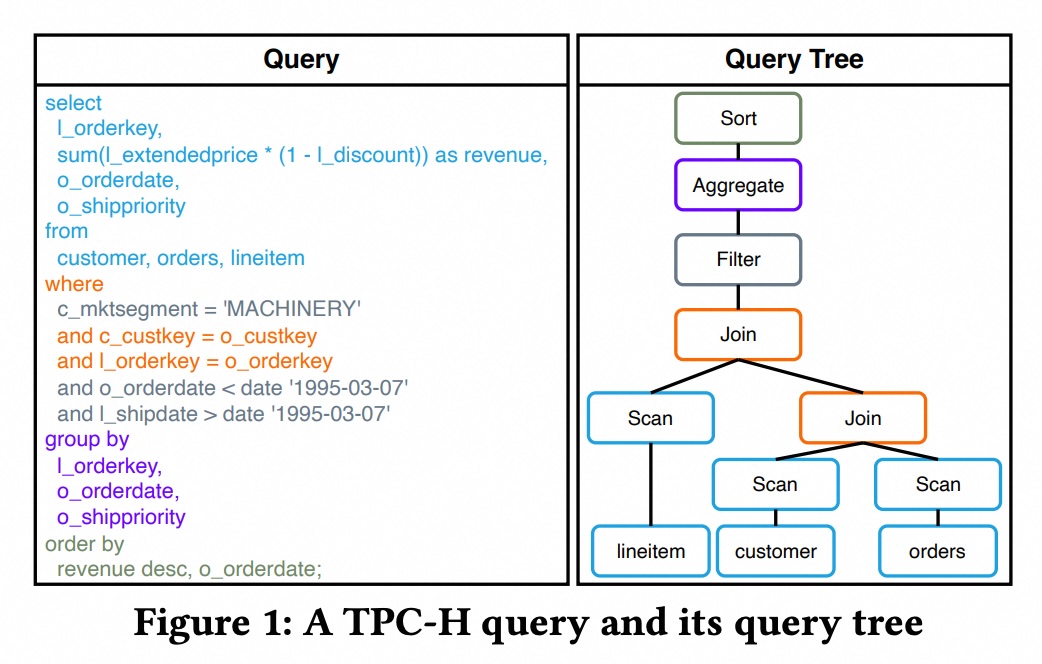 Query
select
l_orderkey,
sum(l_extendedprice * (1 - l_discount)) as revenue,
o_orderdate,
o_shippriority
from
customer, orders, lineitem
where
c_mktsegment = 'MACHINERY'
and c_custkey = o_custkey
and l_orderkey = o_orderkey
and o_orderdate < date '1995-03-07'
and l_shipdate > date '1995-03-07'
group by
l_orderkey,
o_orderdate,
o_shippriority
order by
revenue desc, o_orderdate;
Query Tree
Sort
Aggregate
Filter
Join
Scan
Join
Scan
Scan
lineitem
customer
orders
Figure 1: A TPC-H query and its query tree